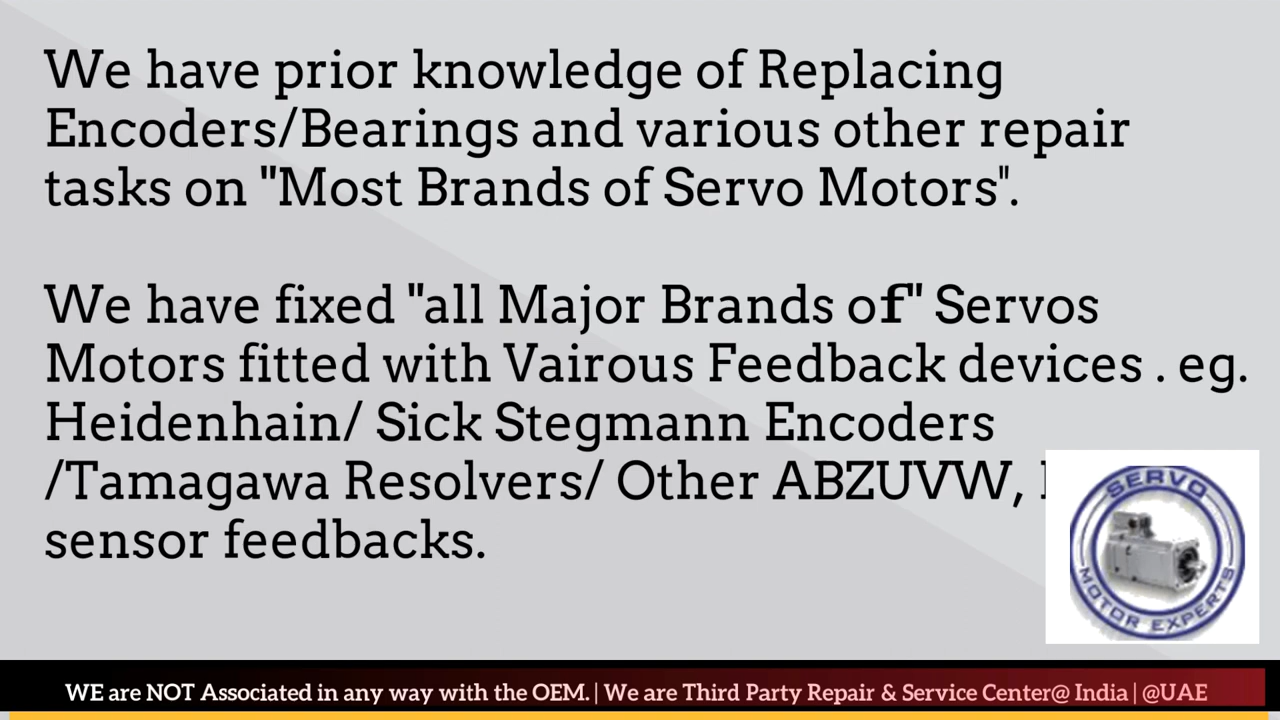 We have prior knowledge of Replacing
Encoders/Bearings and various other repair
tasks on "Most Brands of Servo Motors".
We have fixed "all Major Brands of" Servos
Motors fitted with Vairous Feedback devices . eg.
Heidenhain/ Sick Stegmann Encoders
/Tamagawa Resolvers/ Other ABZUVW,
sensor feedbacks.
SERVO
MOTOR EXPERTS
WE are NOT Associated in any way with the OEM. | We are Third Party Repair & Service Center@ India | @UAE